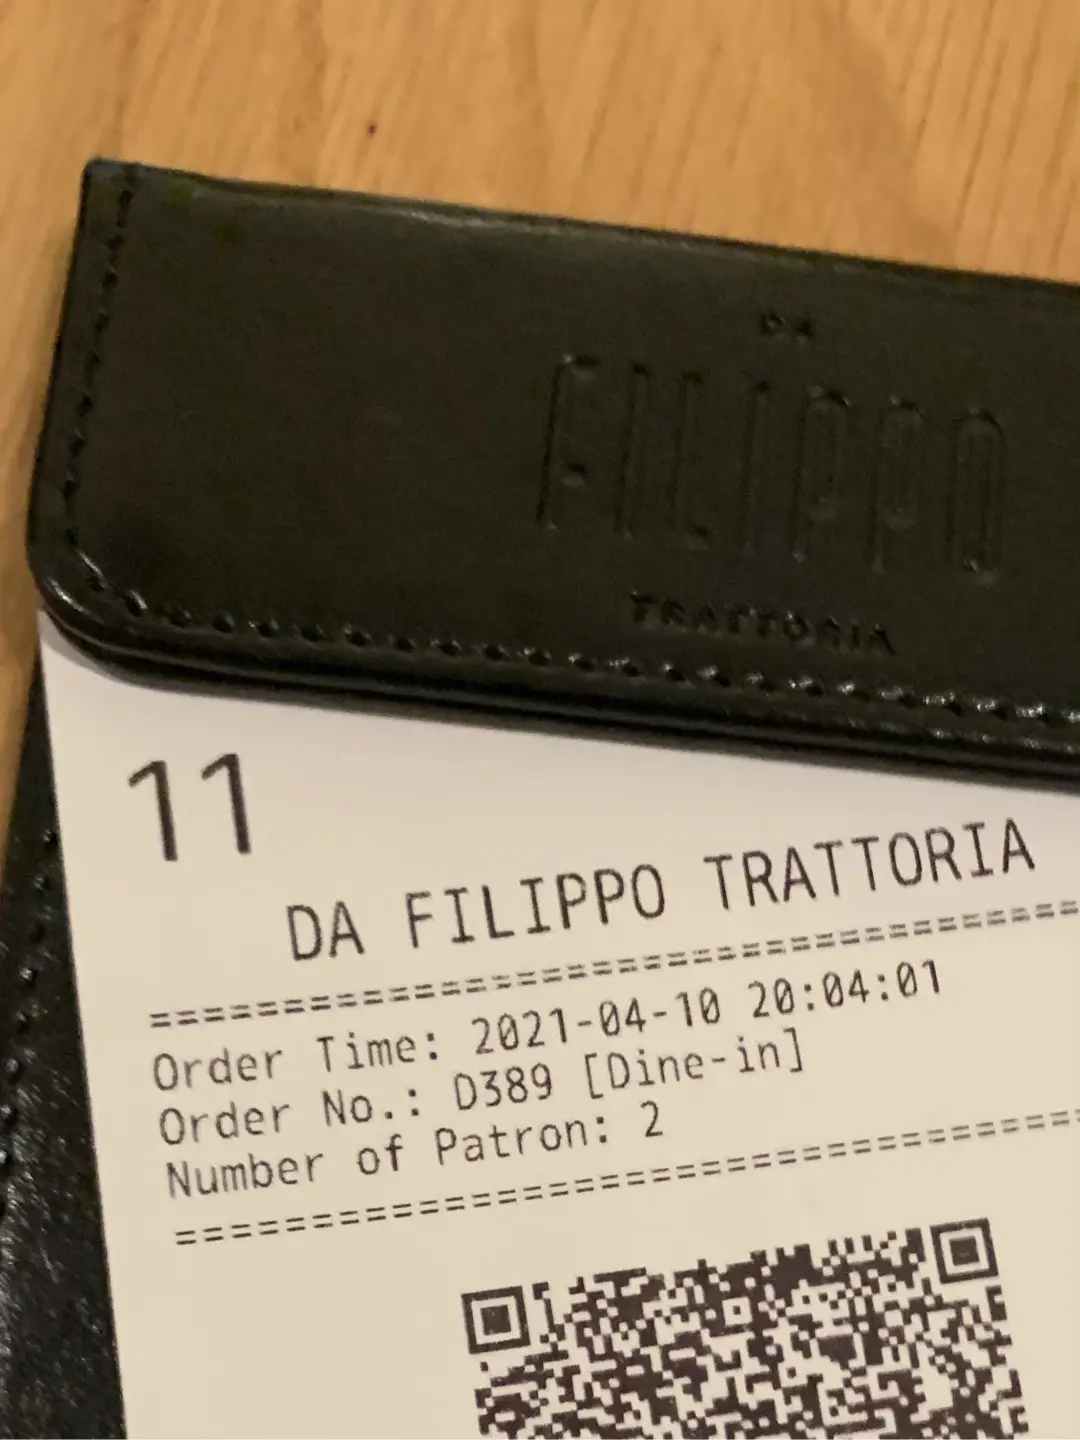 DA
FILIPPO
TRATTORIA
11
DA FILIPPO TRATTORIA
==================================
Order Time: 2021-04-10 20:04:01
Order No.: D389 [Dine-in]
Number of Patron: 2
==================================